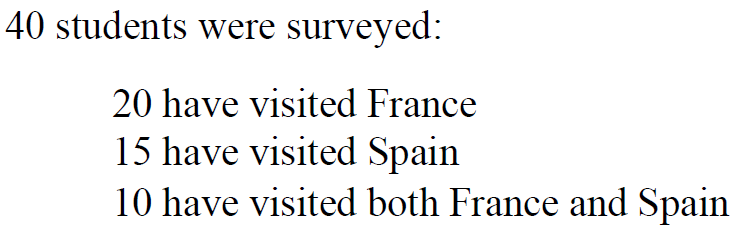 40 students were surveyed:
20 have visited France
15 have visited Spain
10 have visited both France and Spain